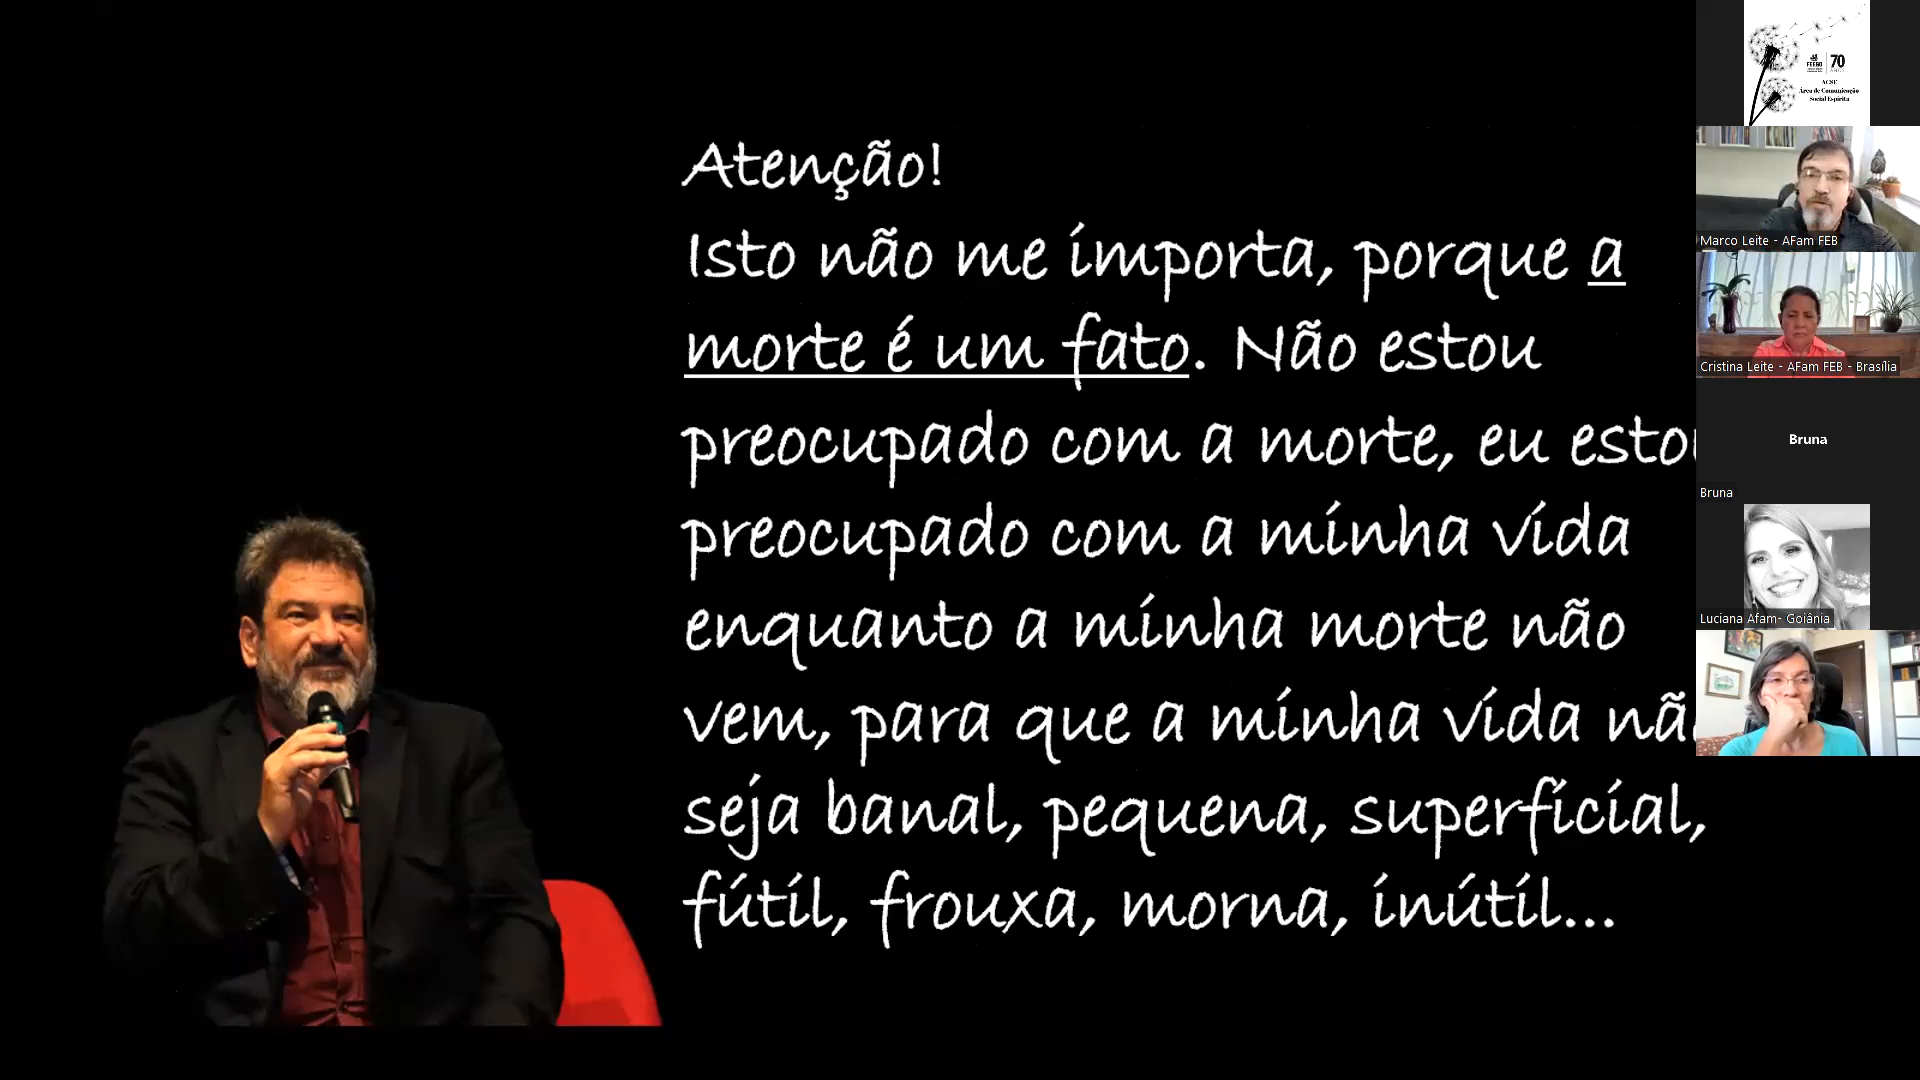 Atenção!
Isto não me importa, porque a
morte é um fato. Não estou
preocupado com a morte, eu esto
preocupado com a minha vida
enquanto a minha morte não
vem, para que a minha vida nã
seja banal, pequena, superficial,
fútil, frouxa, morna, inútil...
FEEGO
70
ACSE
Área de Comunicação
Social Espírita
Marco Leite - AFam FEB
Cristina Leite - AFam FEB - Brasília
Bruna
Bruna
Luciana Afam- Goiânia